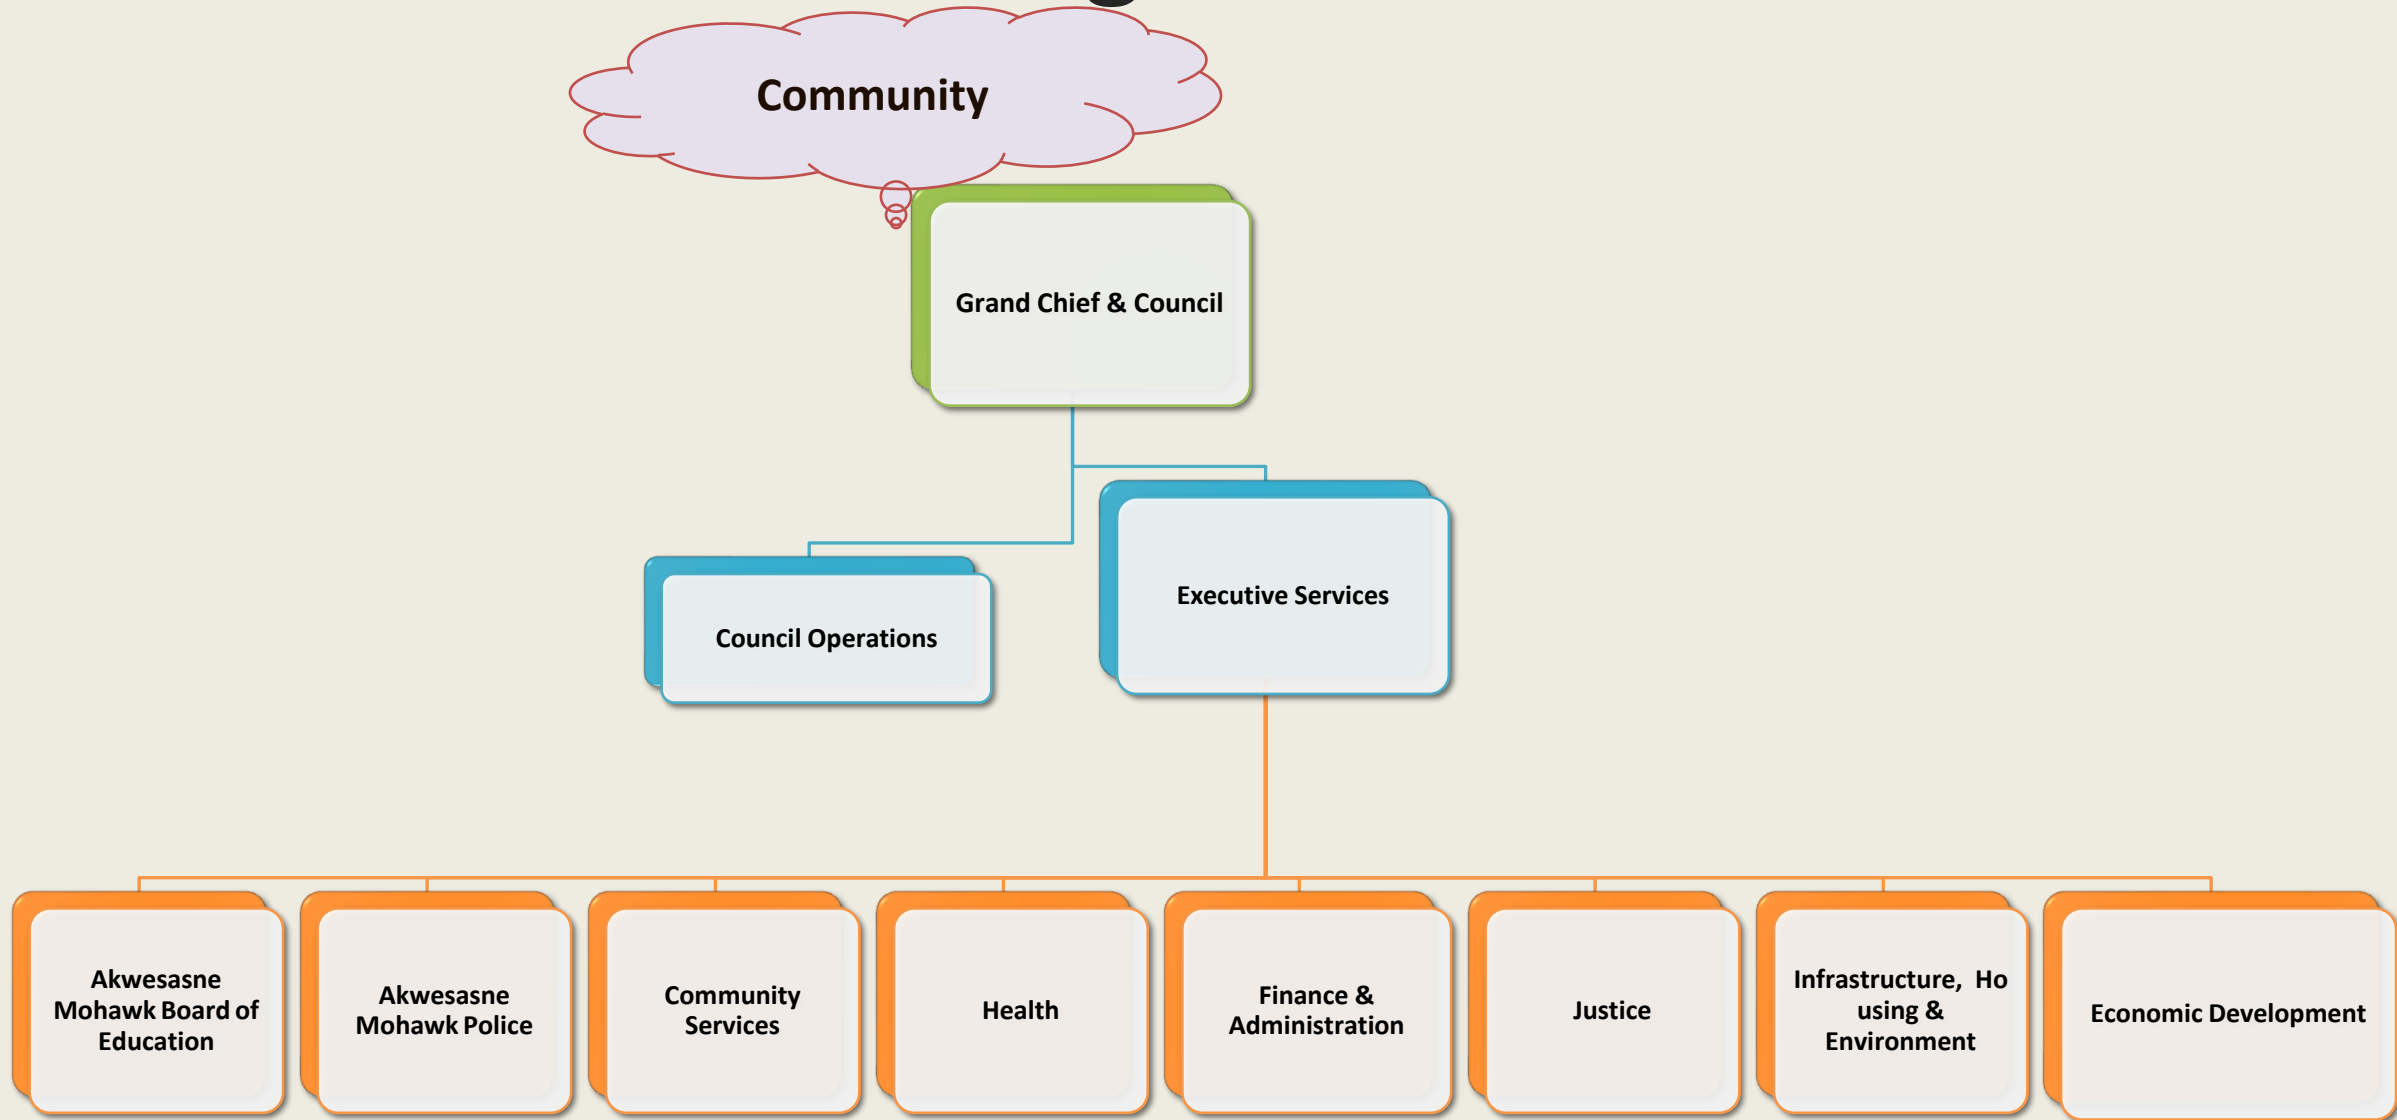 Community
Grand Chief & Council
Executive Services
Council Operations
Akwesasne
Mohawk Board of
Education
Akwesasne
Mohawk Police
Community
Services
Health
Finance &
Administration
Justice
Infrastructure,  Ho
using &
Environment
Economic Development